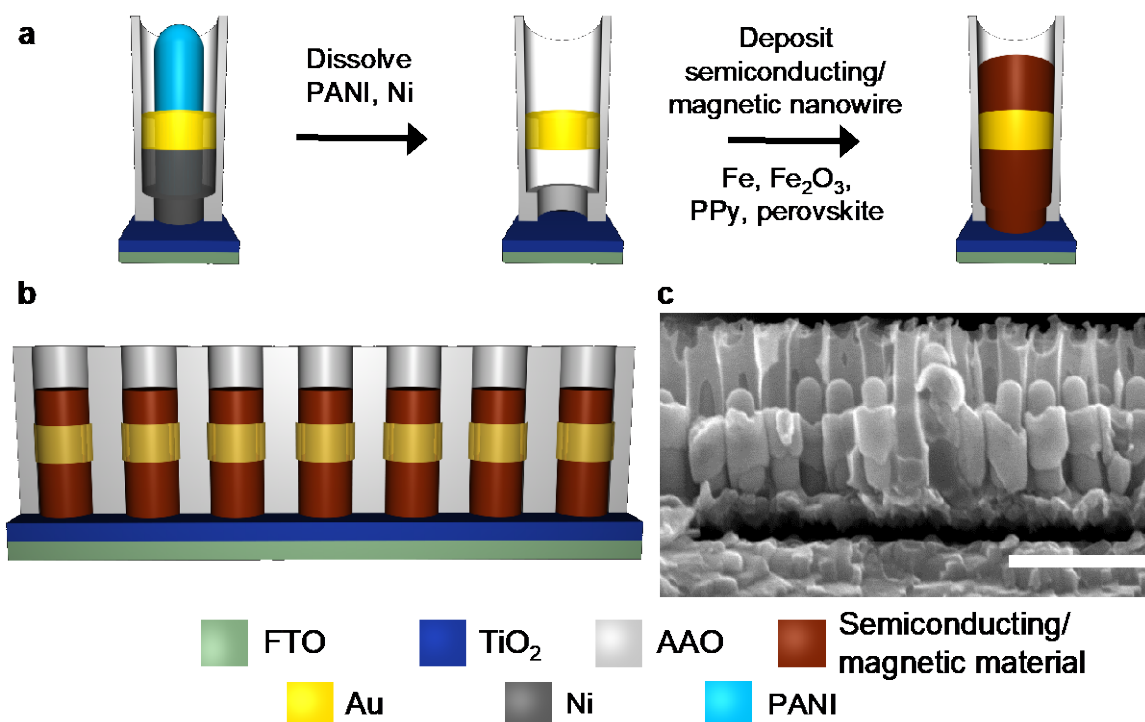 a
Dissolve
PANI, Ni
Deposit
semiconducting/
magnetic nanowire
Fe, Fe₂O₃,
PPy, perovskite
b
c
FTO
TiO₂
AAO
Semiconducting/
magnetic material
Au
Ni
PANI